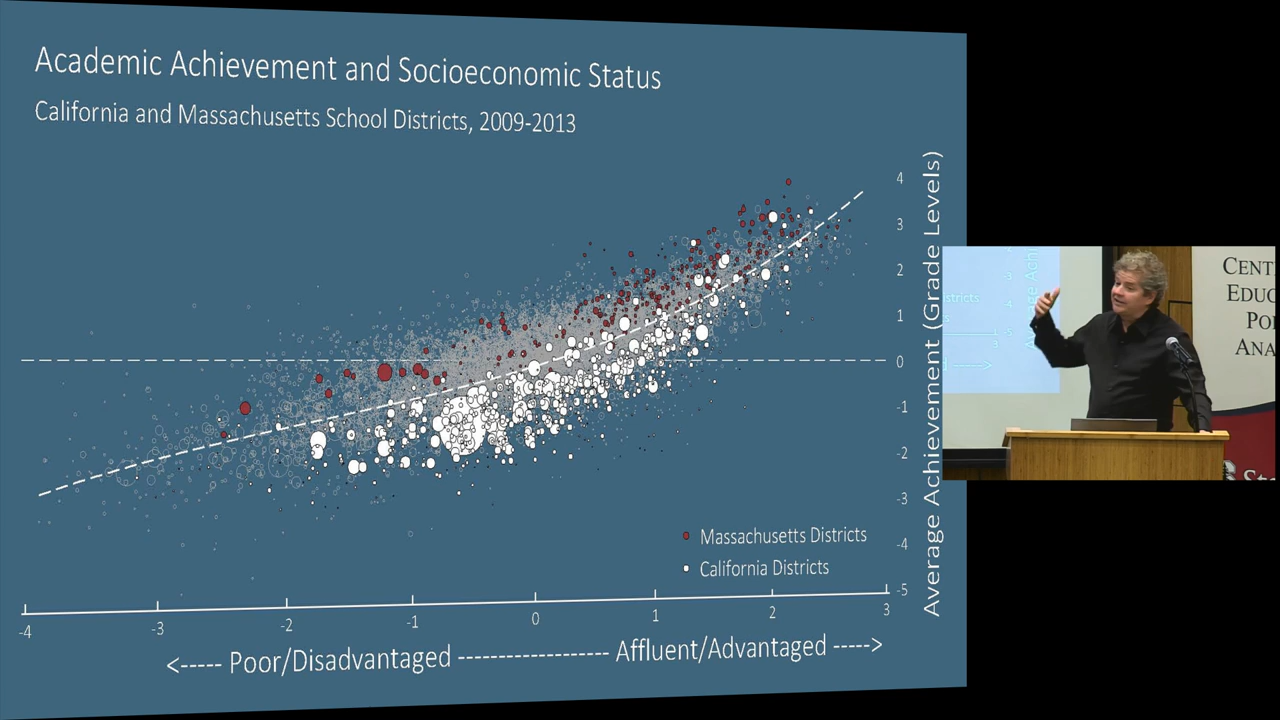 Academic Achievement and Socioeconomic Status
California and Massachusetts School Districts, 2009-2013
4
3
2
1
0
-1
-2
-3
-4
-5
Average Achievement (Grade Levels)
Massachusetts Districts
California Districts
-4 -3 -2 -1 0 1 2 3
<----- Poor/Disadvantaged ------------------- Affluent/Advantaged ----->
CENT
EDUC
POL
ANA